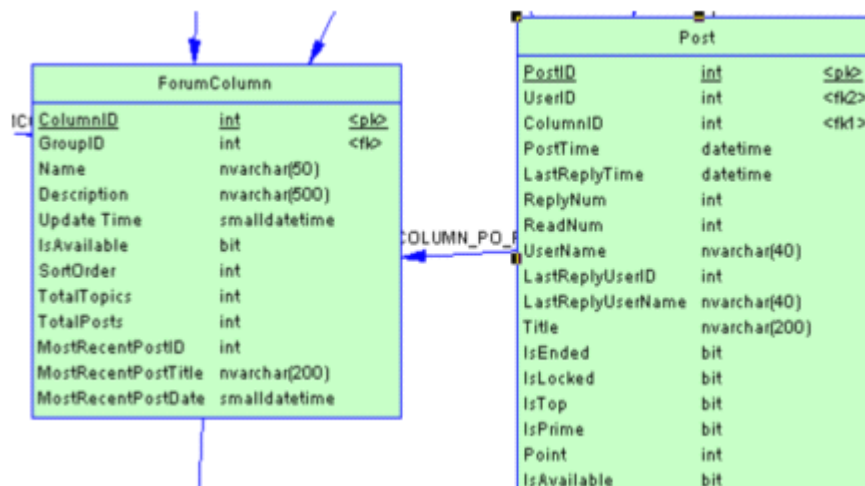 ForumColumn
ColumnID int <pk>
GroupID int <fk>
Name nvarchar(50)
Description nvarchar(500)
Update Time smalldatetime
IsAvailable bit
SortOrder int
TotalTopics int
TotalPosts int
MostRecentPostID int
MostRecentPostTitle nvarchar(200)
MostRecentPostDate smalldatetime
COLUMN_PO_
Post
PostID int <pk>
UserID int <fk2>
ColumnID int <fk1>
PostTime datetime
LastReplyTime datetime
ReplyNum int
ReadNum int
UserName nvarchar(40)
LastReplyUserID int
LastReplyUserName nvarchar(40)
Title nvarchar(200)
IsEnded bit
IsLocked bit
IsTop bit
IsPrime bit
Point int
IsAvailable bit